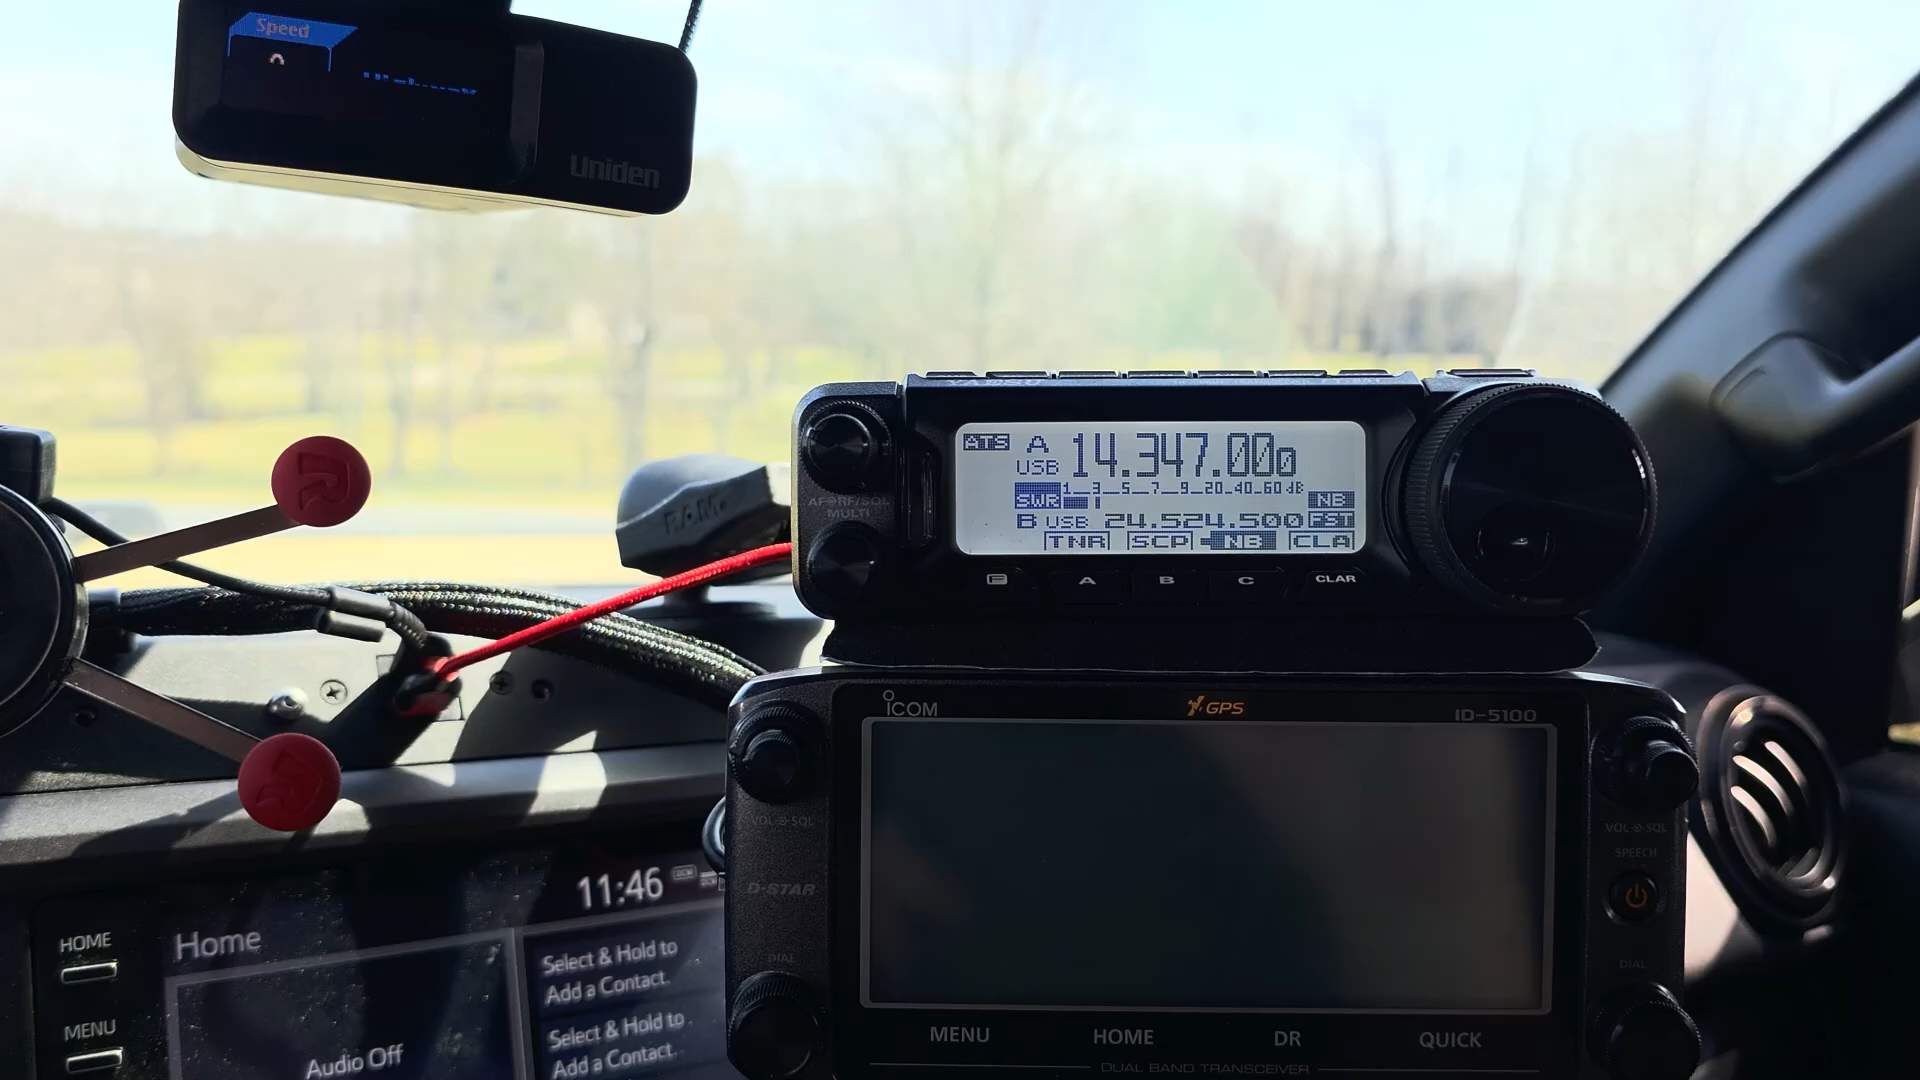 Speed
Uniden
YAESU
ATS A 14.347.000
USB
1 3 5 7 9 20 40 60 dB
SWR
NB
B USB 24.524.500 FST
TNR SCP NB CLA
AF⊙RF/SQL
MULTI
F A B C CLAR
RAM
ICOM
GPS
ID-5100
VOL⊙SQL
VOL⊙SQL
SPEECH
D-STAR
DIAL
DIAL
MENU HOME DR QUICK
DUAL BAND TRANSCEIVER
11:46
HOME
Home
Select & Hold to
Add a Contact.
MENU
Select & Hold to
Add a Contact.
Audio Off